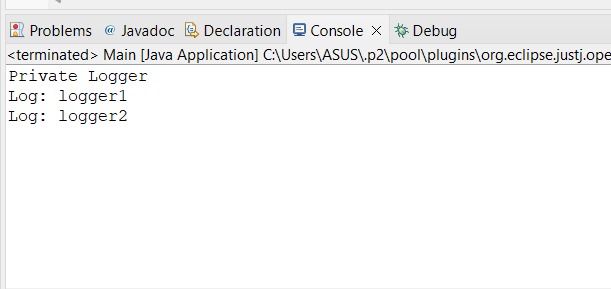 Problems @ Javadoc Declaration Console Debug
<terminated> Main [Java Application] C:\Users\ASUS\.p2\pool\plugins\org.eclipse.justj.ope
Private Logger
Log: logger1
Log: logger2